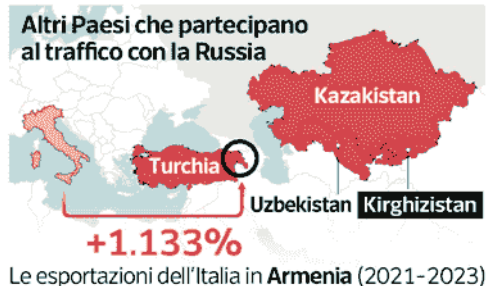 Altri Paesi che partecipano
al traffico con la Russia
Kazakistan
Turchia
Uzbekistan
Kirghizistan
+1.133%
Le esportazioni dell'Italia in Armenia (2021-2023)